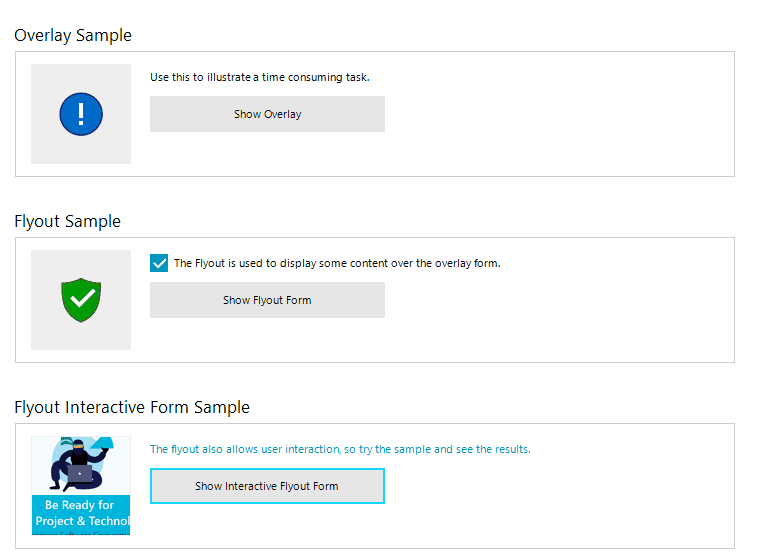 Overlay Sample
Use this to illustrate a time consuming task.
Show Overlay
Flyout Sample
The Flyout is used to display some content over the overlay form.
Show Flyout Form
Flyout Interactive Form Sample
The flyout also allows user interaction, so try the sample and see the results.
Show Interactive Flyout Form
Be Ready for
Project & Technol